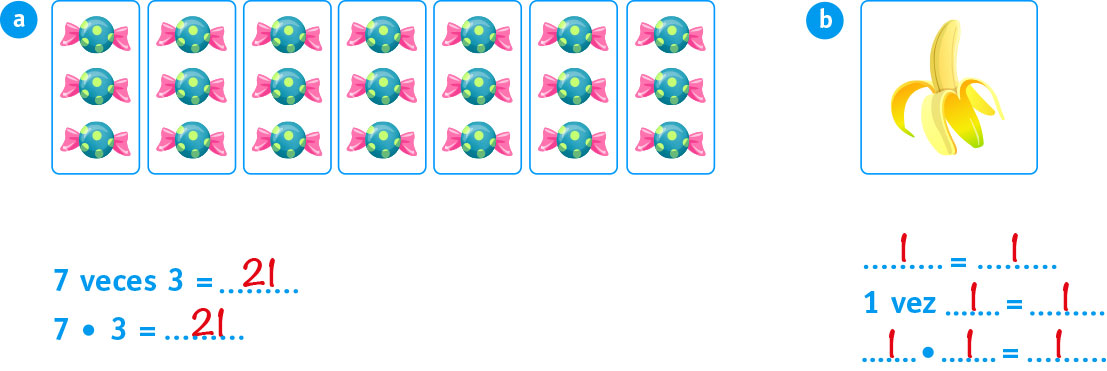 a
7 veces 3 = 21
7 • 3 = 21
b
1 = 1
1 vez 1 = 1
1 • 1 = 1